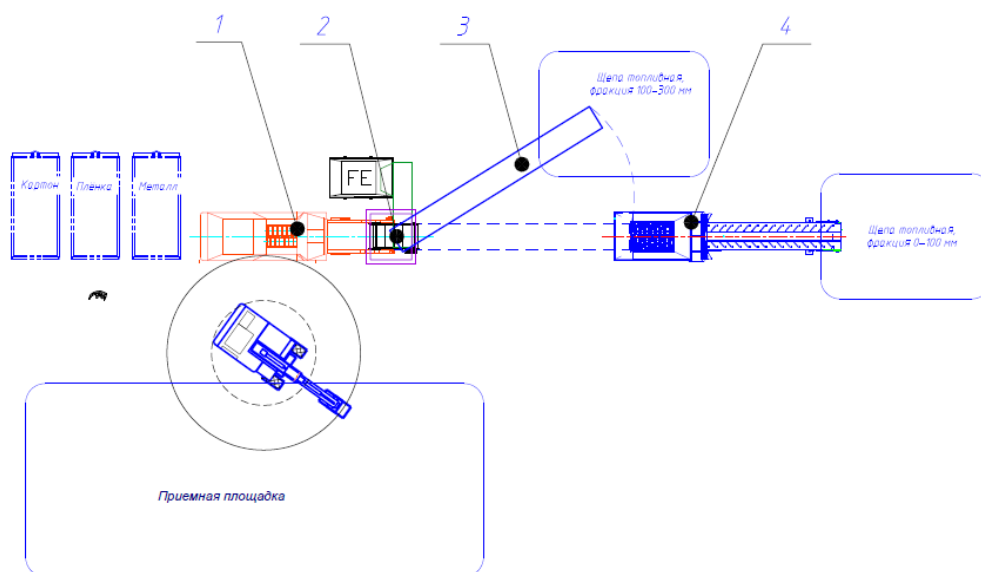 1 2 3 4
Щепа топливная,
фракция 100-300 мм
Картон Плёнка Металл
FE
Щепа топливная,
фракция 0-100 мм
Приемная площадка